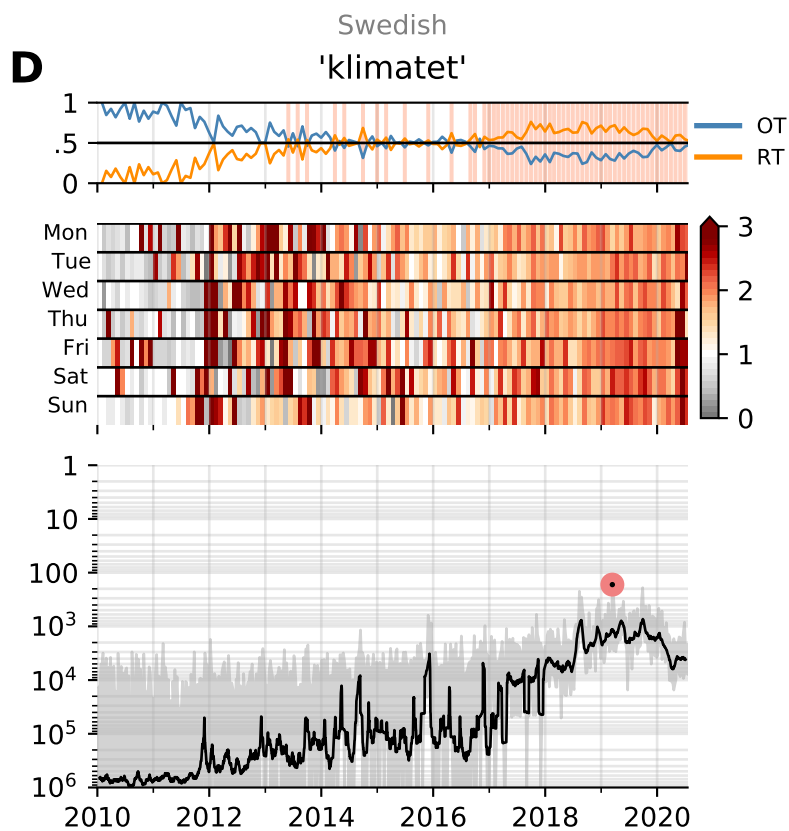 Swedish
D 'klimatet'
1
.5
0
OT
RT
Mon
Tue
Wed
Thu
Fri
Sat
Sun
3
2
1
0
1
10
100
10³
10⁴
10⁵
10⁶
2010 2012 2014 2016 2018 2020